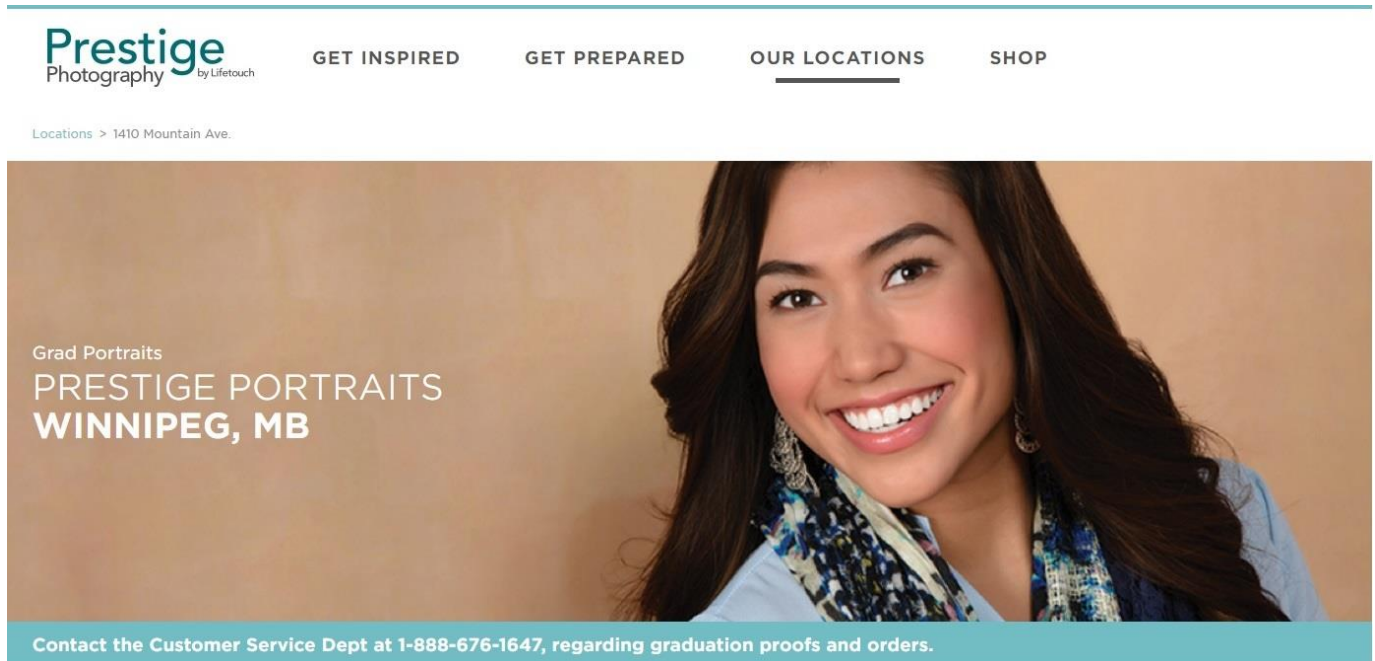 Prestige
Photography by Lifetouch
GET INSPIRED GET PREPARED OUR LOCATIONS SHOP
Locations > 1410 Mountain Ave.
Grad Portraits
PRESTIGE PORTRAITS
WINNIPEG, MB
Contact the Customer Service Dept at 1-888-676-1647, regarding graduation proofs and orders.